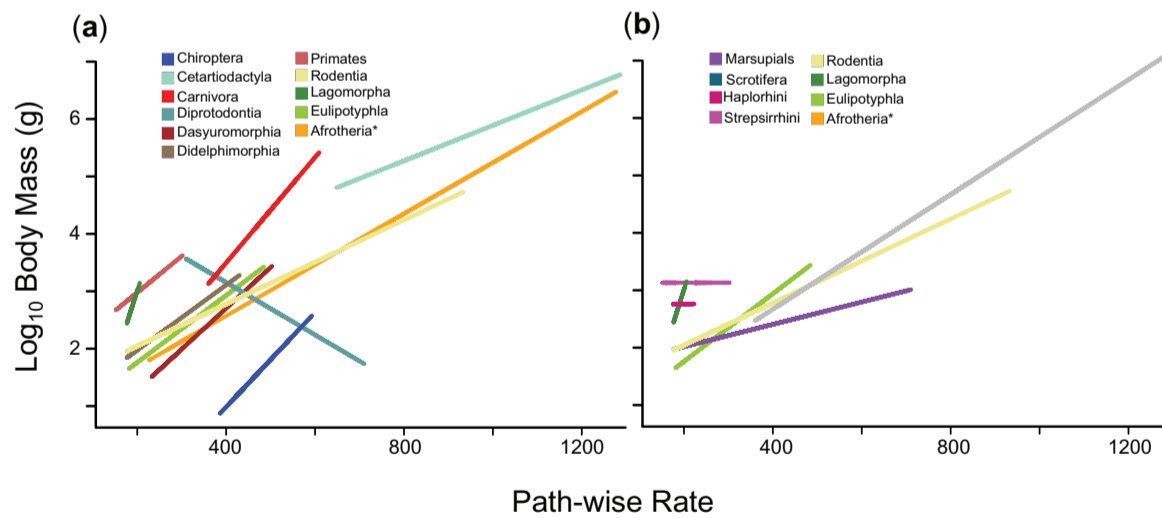 (a)
Chiroptera
Cetartiodactyla
Carnivora
Diprotodontia
Dasyuromorphia
Didelphimorphia
Primates
Rodentia
Lagomorpha
Eulipotyphla
Afrotheria*
Log10 Body Mass (g)
6
4
2
400
800
1200
(b)
Marsupials
Scrotifera
Haplorhini
Strepsirrhini
Rodentia
Lagomorpha
Eulipotyphla
Afrotheria*
400
800
1200
Path-wise Rate